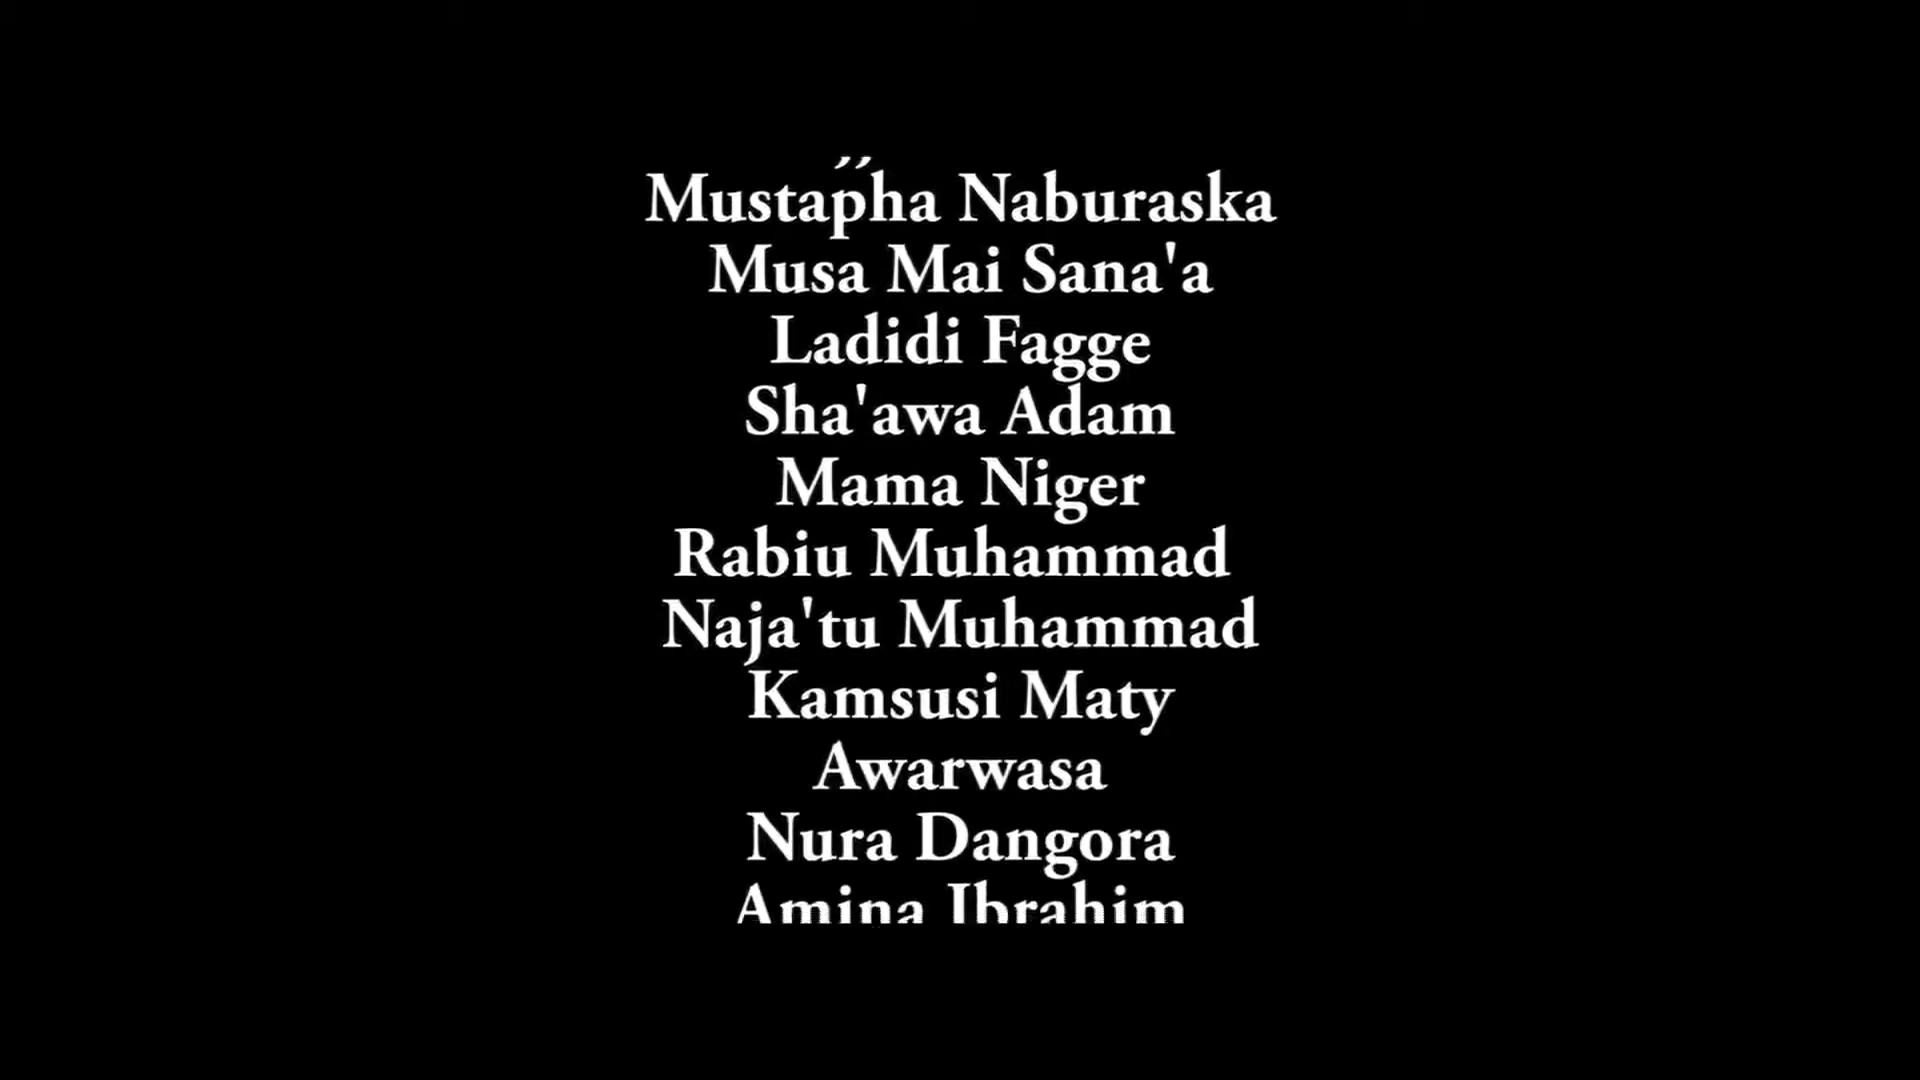 Mustapha Naburaska
Musa Mai Sana'a
Ladidi Fagge
Sha'awa Adam
Mama Niger
Rabiu Muhammad
Naja'tu Muhammad
Kamsusi Maty
Awarwasa
Nura Dangora
Amina Ibrahim